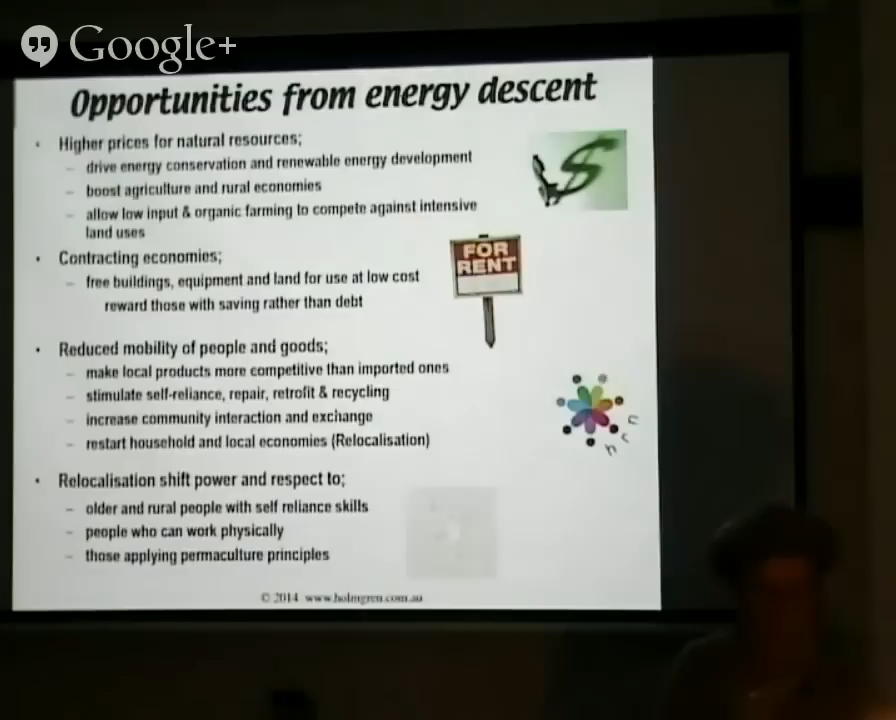 Google+
Opportunities from energy descent
• Higher prices for natural resources;
– drive energy conservation and renewable energy development
– boost agriculture and rural economies
– allow low input & organic farming to compete against intensive
land uses
• Contracting economies;
– free buildings, equipment and land for use at low cost
reward those with saving rather than debt
FOR
RENT
• Reduced mobility of people and goods;
– make local products more competitive than imported ones
– stimulate self-reliance, repair, retrofit & recycling
– increase community interaction and exchange
– restart household and local economies (Relocalisation)
• Relocalisation shift power and respect to;
– older and rural people with self reliance skills
– people who can work physically
– those applying permaculture principles
© 2014 www.holmgren.com.au